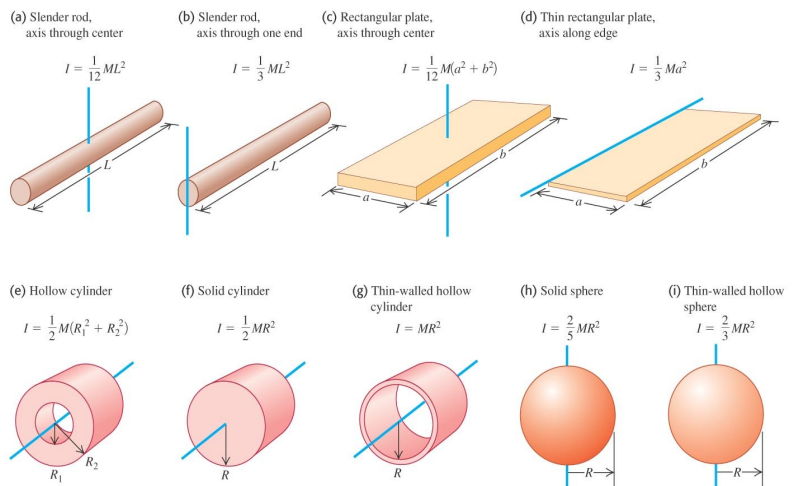 (a) Slender rod,
axis through center
I = 1/12 ML²
L
(b) Slender rod,
axis through one end
I = 1/3 ML²
L
(c) Rectangular plate,
axis through center
I = 1/12 M(a² + b²)
b
a
(d) Thin rectangular plate,
axis along edge
I = 1/3 Ma²
b
a
(e) Hollow cylinder
I = 1/2 M(R₁² + R₂²)
R₁
R₂
(f) Solid cylinder
I = 1/2 MR²
R
(g) Thin-walled hollow
cylinder
I = MR²
R
(h) Solid sphere
I = 2/5 MR²
R
(i) Thin-walled hollow
sphere
I = 2/3 MR²
R